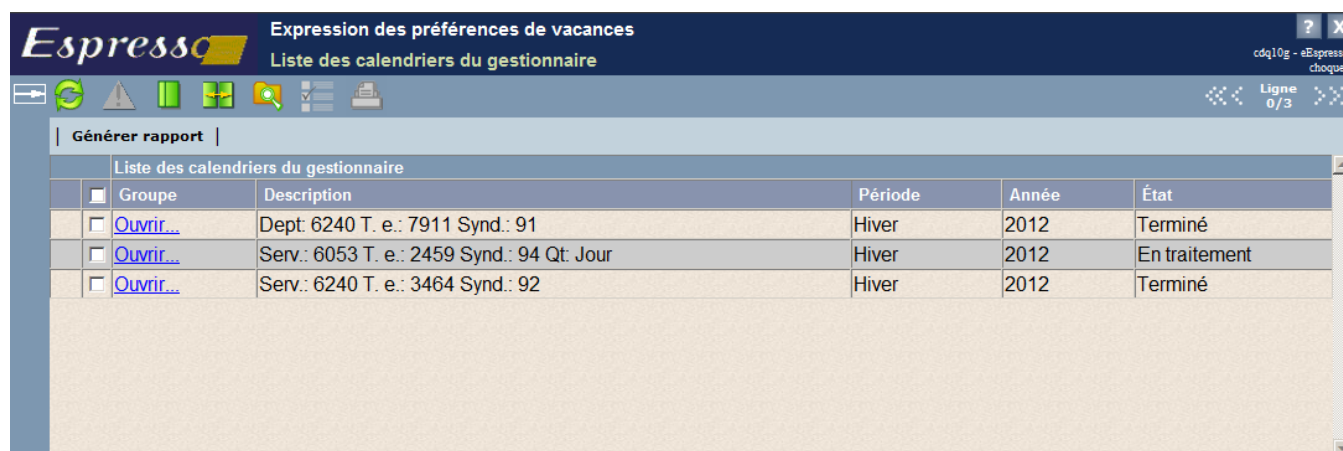 Espresso
Expression des préférences de vacances
Liste des calendriers du gestionnaire
? X
cdq10g - eEspress
choque
Ligne
0/3
| Générer rapport |
Liste des calendriers du gestionnaire
Groupe Description Période Année État
Ouvrir... Dept: 6240 T. e.: 7911 Synd.: 91 Hiver 2012 Terminé
Ouvrir... Serv.: 6053 T. e.: 2459 Synd.: 94 Qt: Jour Hiver 2012 En traitement
Ouvrir... Serv.: 6240 T. e.: 3464 Synd.: 92 Hiver 2012 Terminé